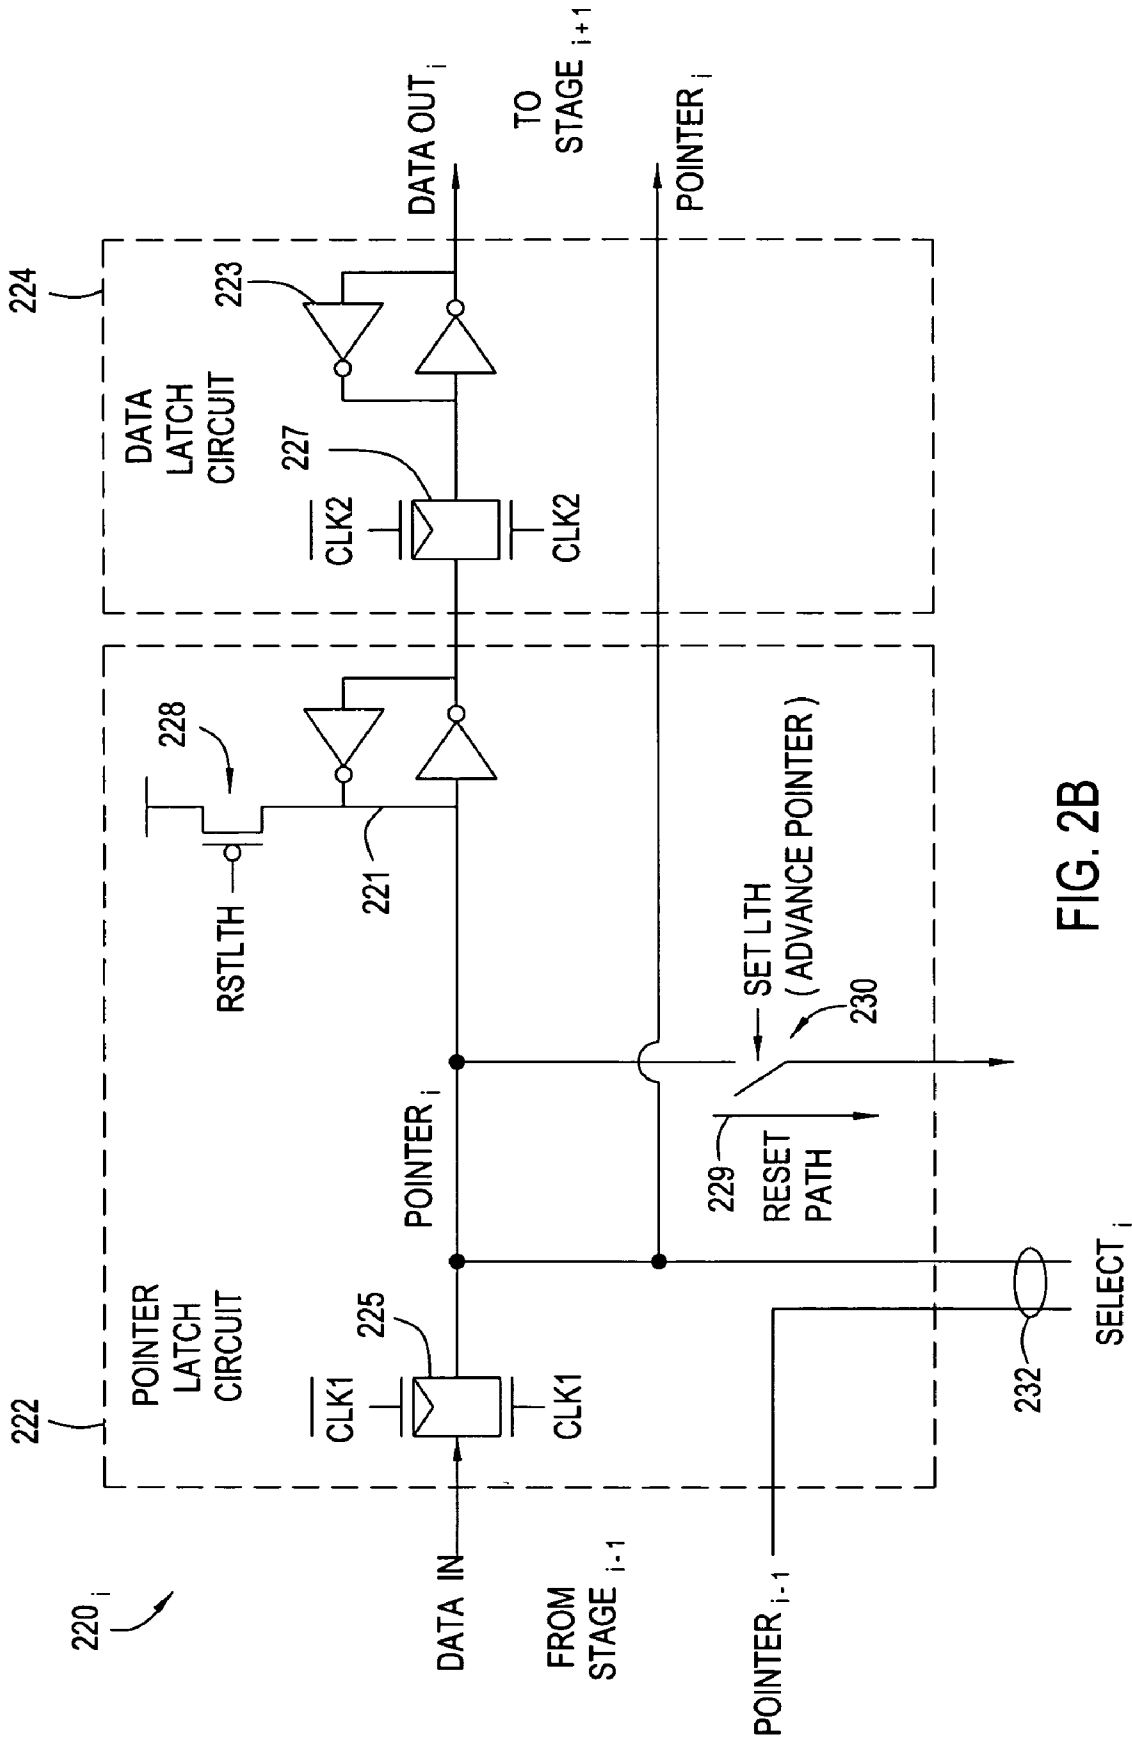 220 i
222
POINTER
LATCH
CIRCUIT
224
DATA
LATCH
CIRCUIT
RSTLTH
228
221
223
CLK1
225
CLK1
CLK2
227
CLK2
DATA IN
FROM
STAGE i-1
POINTER i
DATA OUT i
TO
STAGE i+1
POINTER i
POINTER i-1
229
RESET
PATH
SET LTH
(ADVANCE POINTER)
230
232
SELECT i
FIG. 2B